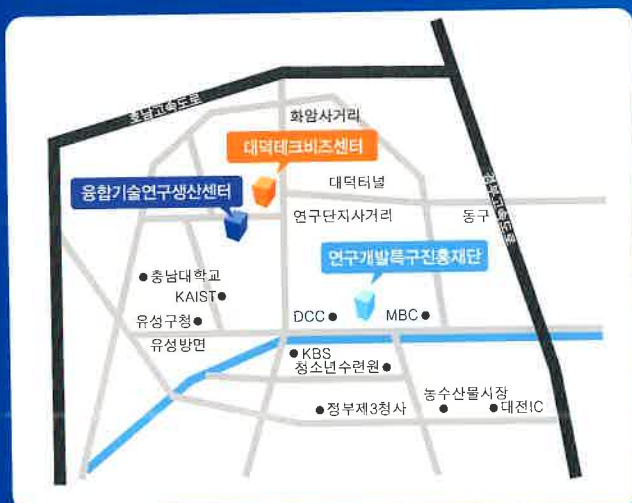 호남고속도로
화암사거리
대덕테크비즈센터
대덕터널
융합기술연구생산센터
연구단지사거리
동구
경부고속도로
연구개발특구진흥재단
충남대학교
KAIST
유성구청
DCC
MBC
유성방면
KBS
청소년수련원
농수산물시장
정부제3청사
대전IC